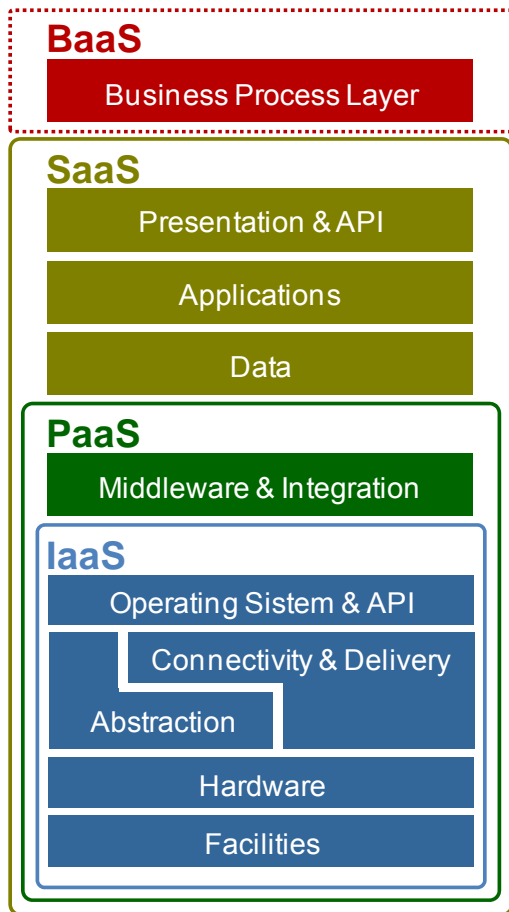 BaaS
Business Process Layer
SaaS
Presentation & API
Applications
Data
PaaS
Middleware & Integration
IaaS
Operating Sistem & API
Connectivity & Delivery
Abstraction
Hardware
Facilities